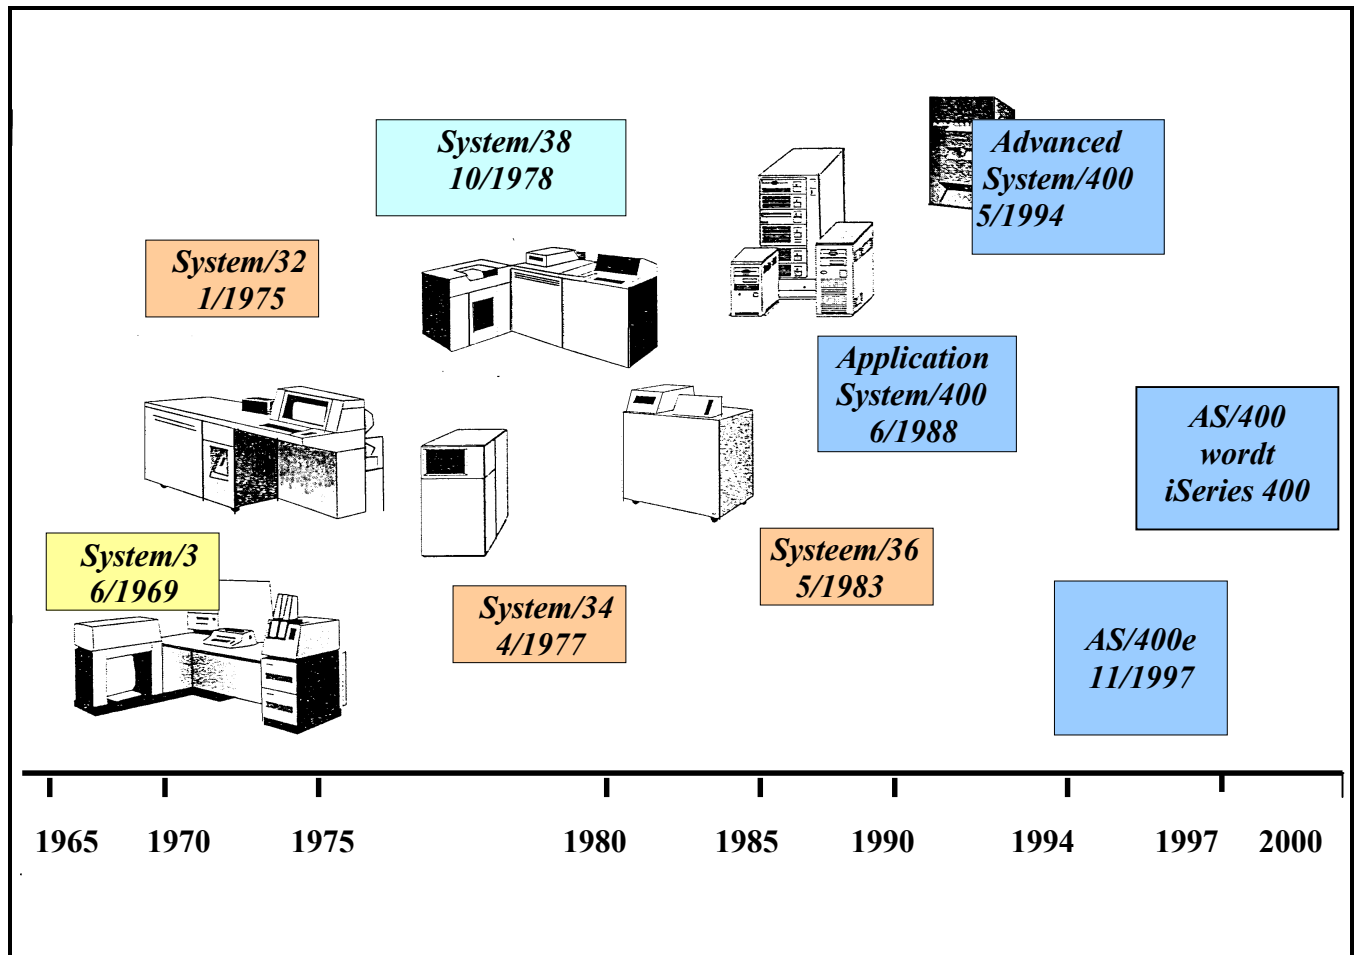 System/38
10/1978
Advanced
System/400
5/1994
System/32
1/1975
Application
System/400
6/1988
AS/400
wordt
iSeries 400
System/3
6/1969
Systeem/36
5/1983
System/34
4/1977
AS/400e
11/1997
1965 1970 1975 1980 1985 1990 1994 1997 2000